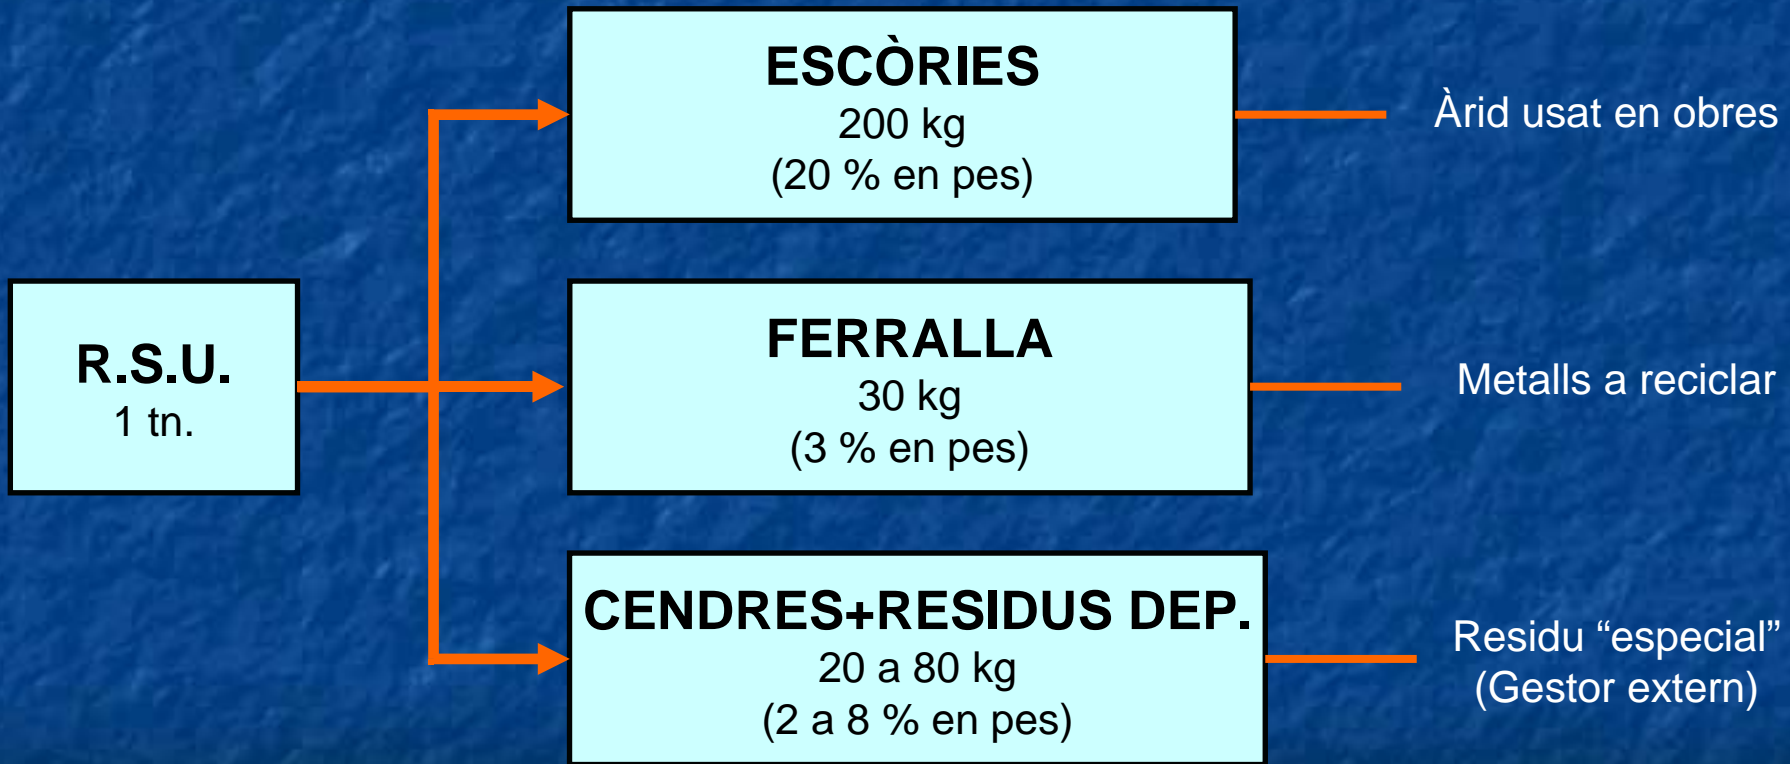 ESCÒRIES
200 kg
(20 % en pes)
Àrid usat en obres
R.S.U.
1 tn.
FERRALLA
30 kg
(3 % en pes)
Metalls a reciclar
CENDRES+RESIDUS DEP.
20 a 80 kg
(2 a 8 % en pes)
Residu “especial”
(Gestor extern)